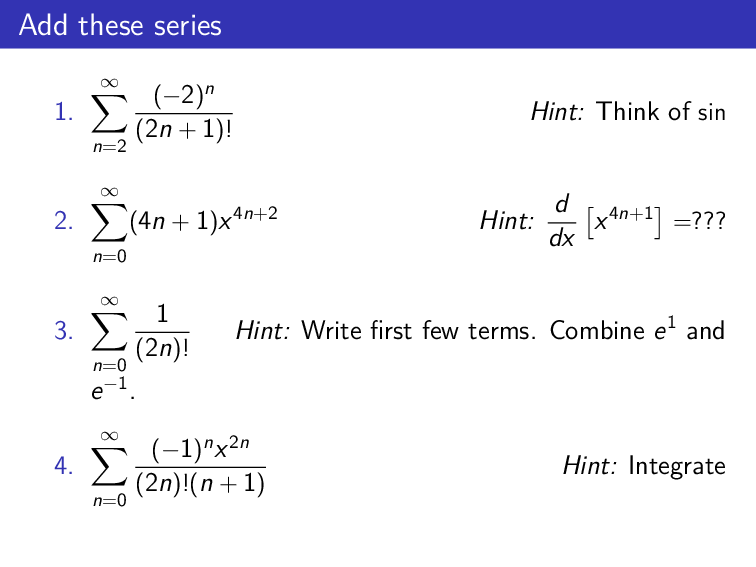 Add these series
1. $\sum_{n=2}^{\infty} \frac{(-2)^n}{(2n+1)!}$ Hint: Think of sin
2. $\sum_{n=0}^{\infty} (4n+1)x^{4n+2}$ Hint: $\frac{d}{dx}\left[x^{4n+1}\right]$ =???
3. $\sum_{n=0}^{\infty} \frac{1}{(2n)!}$ Hint: Write first few terms. Combine $e^1$ and
$e^{-1}$.
4. $\sum_{n=0}^{\infty} \frac{(-1)^n x^{2n}}{(2n)!(n+1)}$ Hint: Integrate